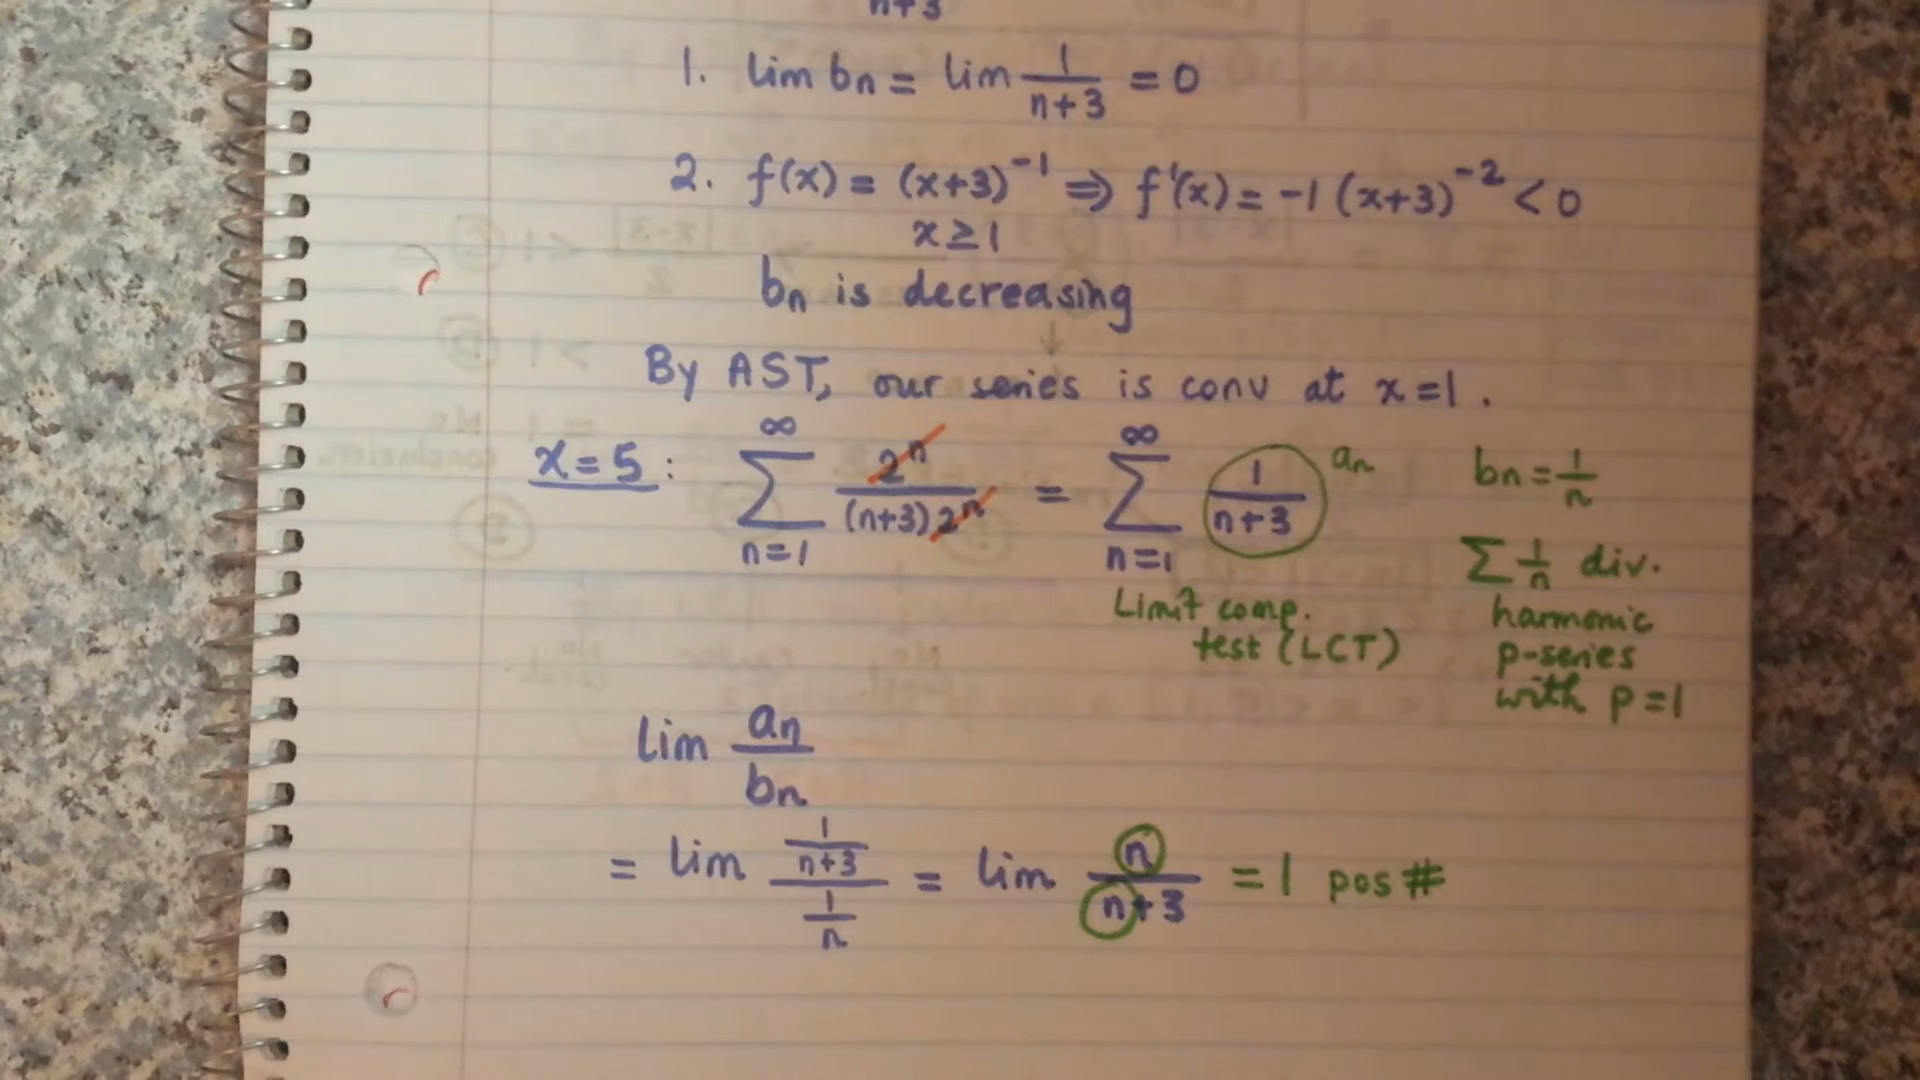 n+3
1. lim bn = lim 1/(n+3) = 0
2. f(x) = (x+3)^-1 ⇒ f'(x) = -1 (x+3)^-2 < 0
x ≥ 1
bn is decreasing
By AST, our series is conv at x = 1.
x = 5 : ∑_{n=1}^{∞} 2^n/((n+3) 2^n) = ∑_{n=1}^{∞} 1/(n+3) an
bn = 1/n
∑ 1/n div.
harmonic
p-series
with p = 1
Limit comp.
test (LCT)
lim an/bn
= lim (1/(n+3))/(1/n) = lim n/(n+3) = 1 pos #